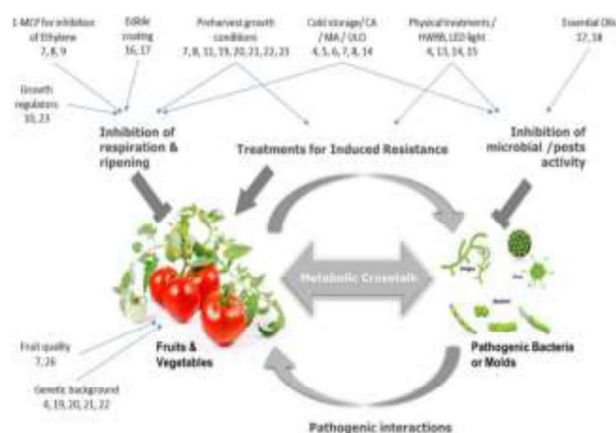 1-MCP for inhibition
of Ethylene
7, 8, 9
Edible
coating
16, 17
Preharvest growth
conditions
7, 8, 11, 19, 20, 21, 22, 23
Cold storage/ CA
/ MA / ULO
4, 5, 6, 7, 8, 14
Physical treatments /
HWRB, LED light
4, 13, 14, 15
Essential Oils
17, 18
Growth
regulators
10, 23
Inhibition of
respiration &
ripening
Treatments for Induced Resistance
Inhibition of
microbial /pests
activity
Metabolic Crosstalk
Fruit quality
7, 26
Fruits &
Vegetables
Genetic background
4, 19, 20, 21, 22
Pathogenic Bacteria
or Molds
Pathogenic interactions